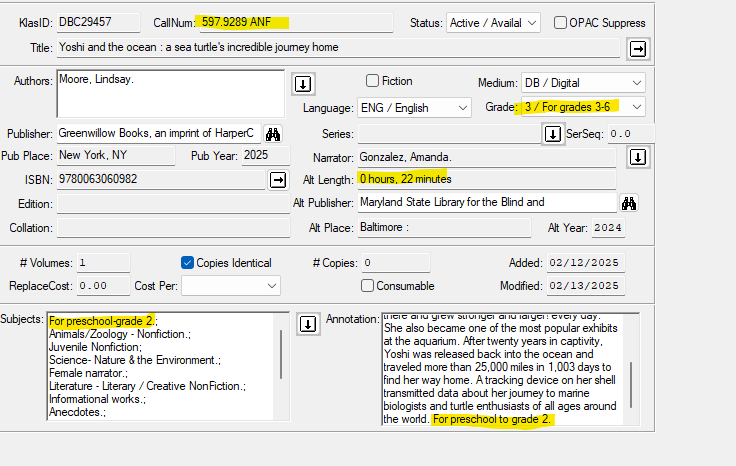 KlasID: DBC29457 CallNum: 597.9289 ANF Status: Active / Availal OPAC Suppress
Title: Yoshi and the ocean : a sea turtle's incredible journey home
Authors: Moore, Lindsay. Fiction Medium: DB / Digital
Language: ENG / English Grade: 3 / For grades 3-6
Publisher: Greenwillow Books, an imprint of HarperC Series: SerSeq: 0.0
Pub Place: New York, NY Pub Year: 2025 Narrator: Gonzalez, Amanda.
ISBN: 9780063060982 Alt Length: 0 hours, 22 minutes
Edition: Alt Publisher: Maryland State Library for the Blind and
Collation: Alt Place: Baltimore : Alt Year: 2024
# Volumes: 1 Copies Identical # Copies: 0 Added: 02/12/2025
ReplaceCost: 0.00 Cost Per: Consumable Modified: 02/13/2025
Subjects: For preschool-grade 2.;
Animals/Zoology - Nonfiction.;
Juvenile Nonfiction;
Science- Nature & the Environment.;
Female narrator.;
Literature - Literary / Creative NonFiction.;
Informational works.;
Anecdotes.;
Annotation: there and grew stronger and larger! every day.
She also became one of the most popular exhibits
at the aquarium. After twenty years in captivity,
Yoshi was released back into the ocean and
traveled more than 25,000 miles in 1,003 days to
find her way home. A tracking device on her shell
transmitted data about her journey to marine
biologists and turtle enthusiasts of all ages around
the world. For preschool to grade 2.